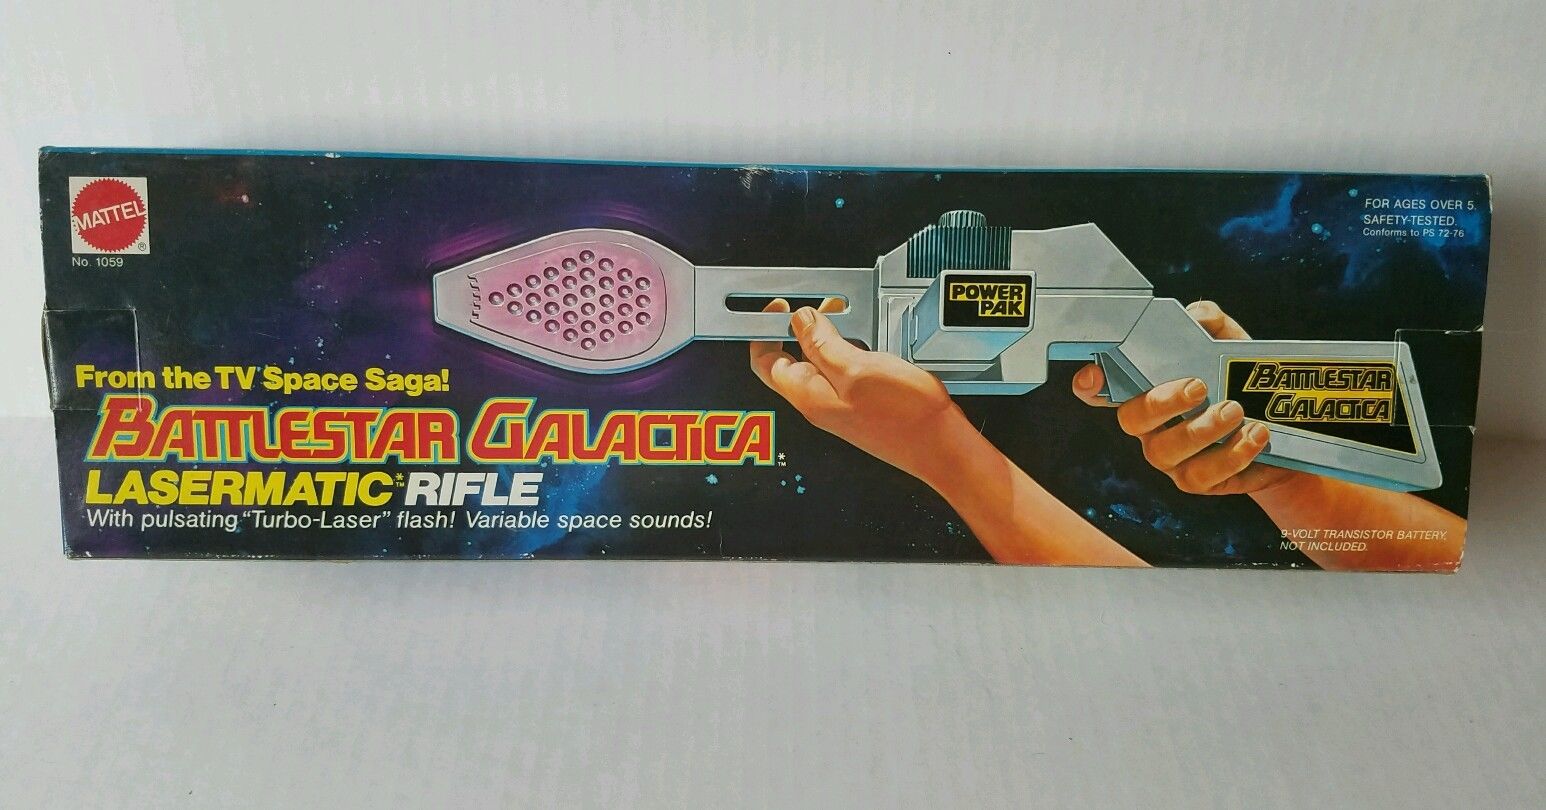 MATTEL
®
No. 1059
FOR AGES OVER 5.
SAFETY-TESTED.
Conforms to PS 72-76
POWER
PAK
BATTLESTAR
GALACTICA
From the TV Space Saga!
BATTLESTAR GALACTICA*™
LASERMATIC*™ RIFLE
With pulsating "Turbo-Laser" flash! Variable space sounds!
9-VOLT TRANSISTOR BATTERY,
NOT INCLUDED.